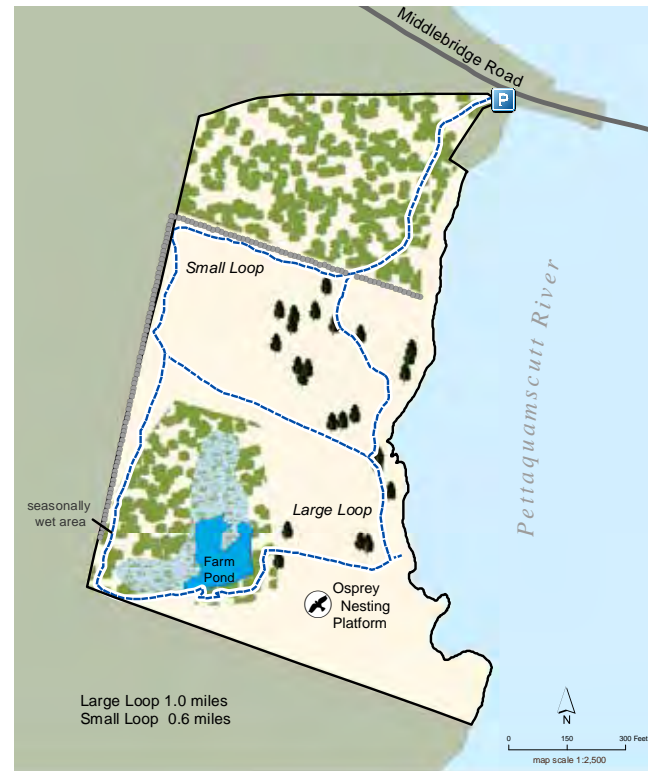 Middlebridge Road
P
Small Loop
Pettaquamscutt River
seasonally
wet area
Large Loop
Farm
Pond
Osprey
Nesting
Platform
Large Loop 1.0 miles
Small Loop 0.6 miles
N
0 150 300 Feet
map scale 1:2,500